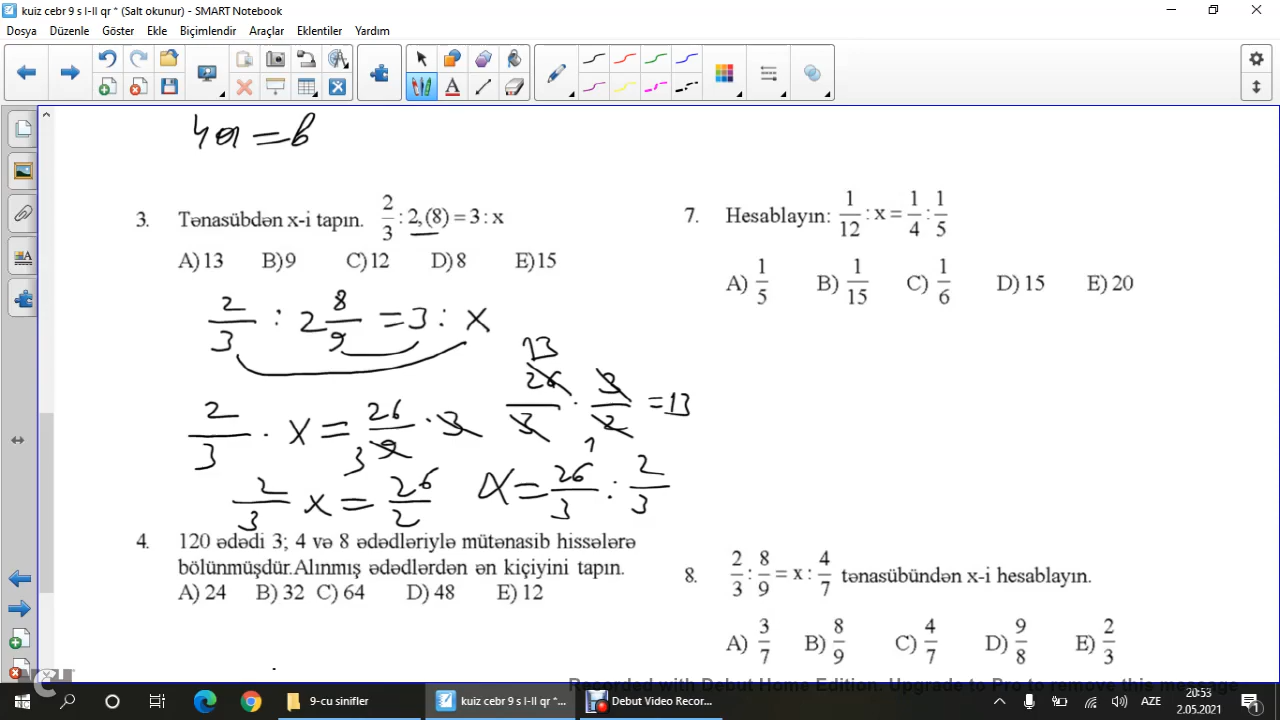 kuiz cebr 9 s I-II qr * (Salt okunur) - SMART Notebook
Dosya Düzenle Göster Ekle Biçimlendir Araçlar Eklentiler Yardım
4a = b
3. Tənasübdən x-i tapın. 2/3 : 2,(8) = 3 : x
A) 13 B) 9 C) 12 D) 8 E) 15
2/3 : 2 8/9 = 3 : x
13
2/3 · x = 26/9 · 3
3
26/3 · 3/2 = 13
1
2/3 x = 26/2
x = 26/3 : 2/3
4. 120 ədədi 3; 4 və 8 ədədləriylə mütənasib hissələrə
bölünmüşdür.Alınmış ədədlərdən ən kiçiyini tapın.
A) 24 B) 32 C) 64 D) 48 E) 12
7. Hesablayın: 1/12 : x = 1/4 : 1/5
A) 1/5 B) 1/15 C) 1/6 D) 15 E) 20
8. 2/3 : 8/9 = x : 4/7 tənasübündən x-i hesablayın.
A) 3/7 B) 8/9 C) 4/7 D) 9/8 E) 2/3
Recorded with Debut Home Edition. Upgrade to Pro to remove this message
9-cu sinifler
kuiz cebr 9 s I-II qr *...
Debut Video Recor...
AZE
20:53
2.05.2021
1